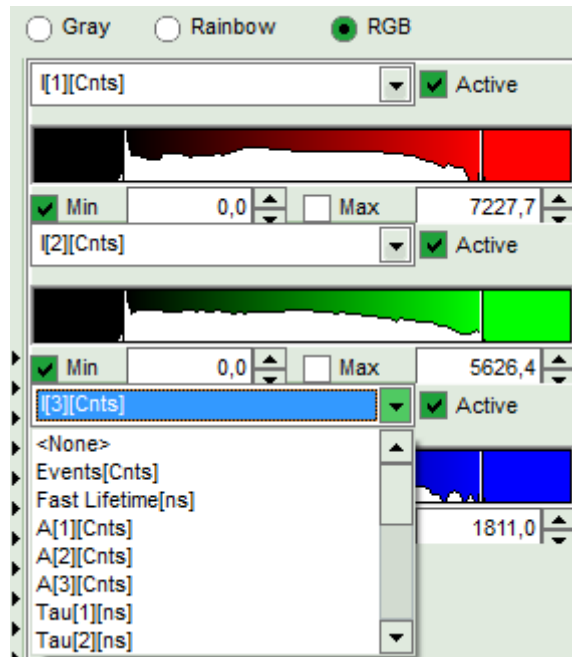 Gray Rainbow RGB
I[1][Cnts] Active
Min 0,0 Max 7227,7
I[2][Cnts] Active
Min 0,0 Max 5626,4
I[3][Cnts] Active
<None>
Events[Cnts]
Fast Lifetime[ns]
A[1][Cnts]
A[2][Cnts] 1811,0
A[3][Cnts]
Tau[1][ns]
Tau[2][ns]